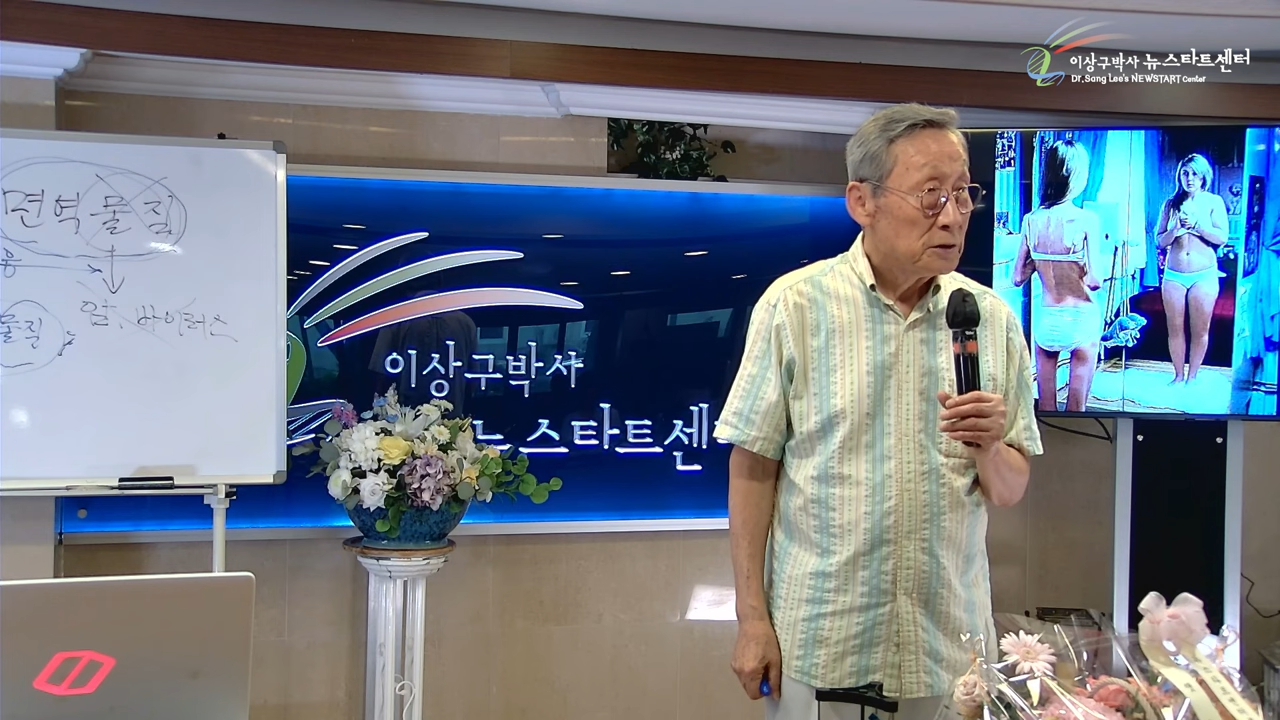 이상구박사 뉴스타트센터
Dr. Sang Lee's NEWSTART Center
면역물질
물질
암, 바이러스
이상구박사
뉴스타트센